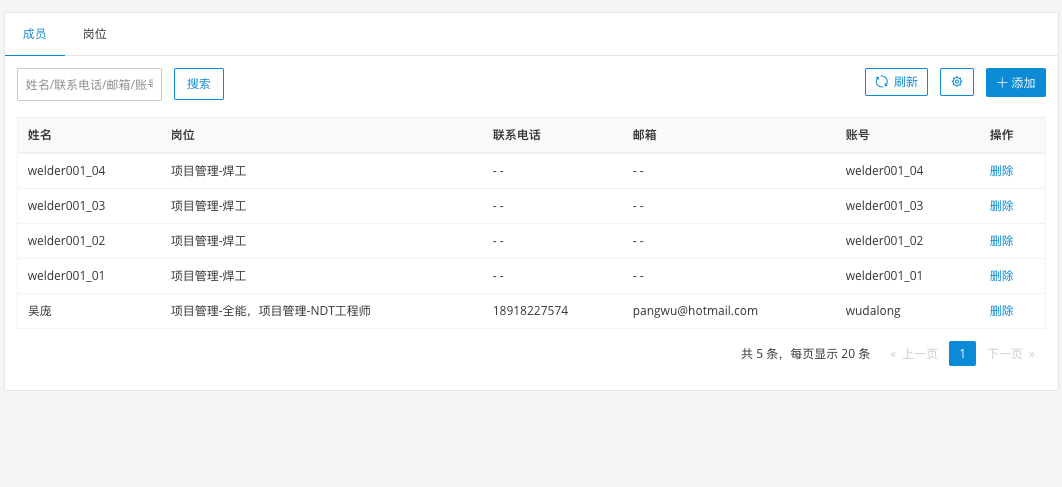 成员 岗位
姓名/联系电话/邮箱/账号 搜索 刷新 添加
姓名 岗位 联系电话 邮箱 账号 操作
welder001_04 项目管理-焊工 - - - - welder001_04 删除
welder001_03 项目管理-焊工 - - - - welder001_03 删除
welder001_02 项目管理-焊工 - - - - welder001_02 删除
welder001_01 项目管理-焊工 - - - - welder001_01 删除
吴庞 项目管理-全能，项目管理-NDT工程师 18918227574 pangwu@hotmail.com wudalong 删除
共 5 条，每页显示 20 条 « 上一页 1 下一页 »